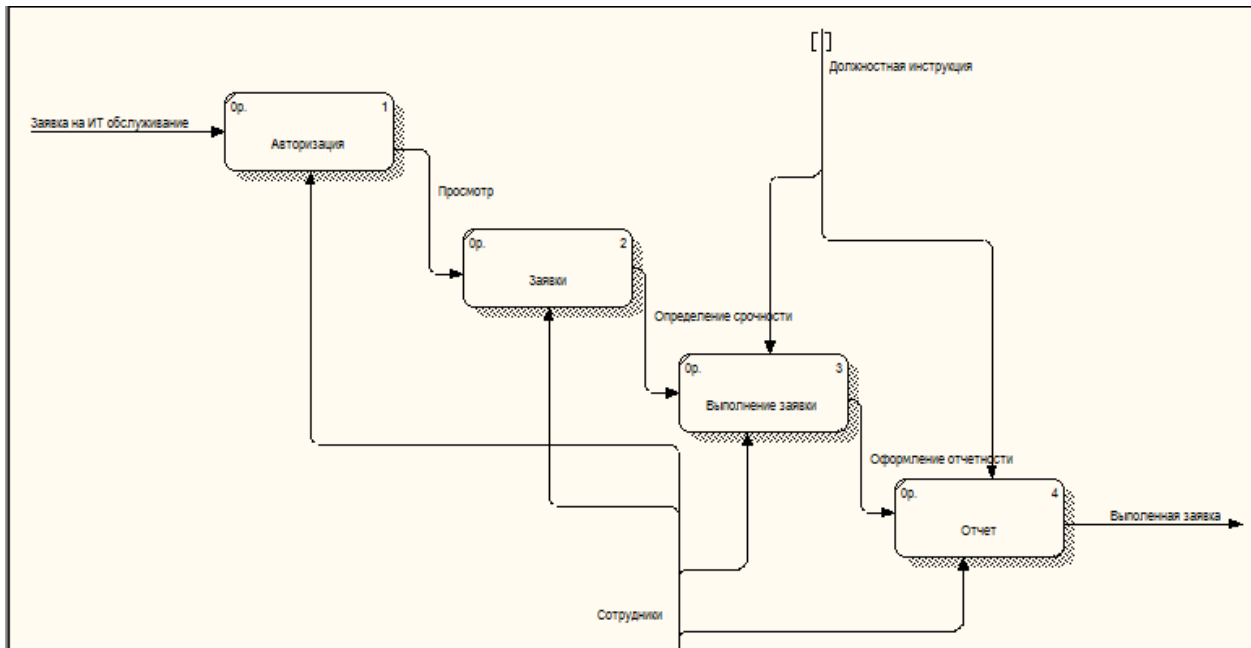 Должностная инструкция
Заявка на ИТ обслуживание
0р. 1
Авторизация
Просмотр
0р. 2
Заявки
Определение срочности
0р. 3
Выполнение заявки
Оформление отчетности
0р. 4
Отчет
Выполенная заявка
Сотрудники